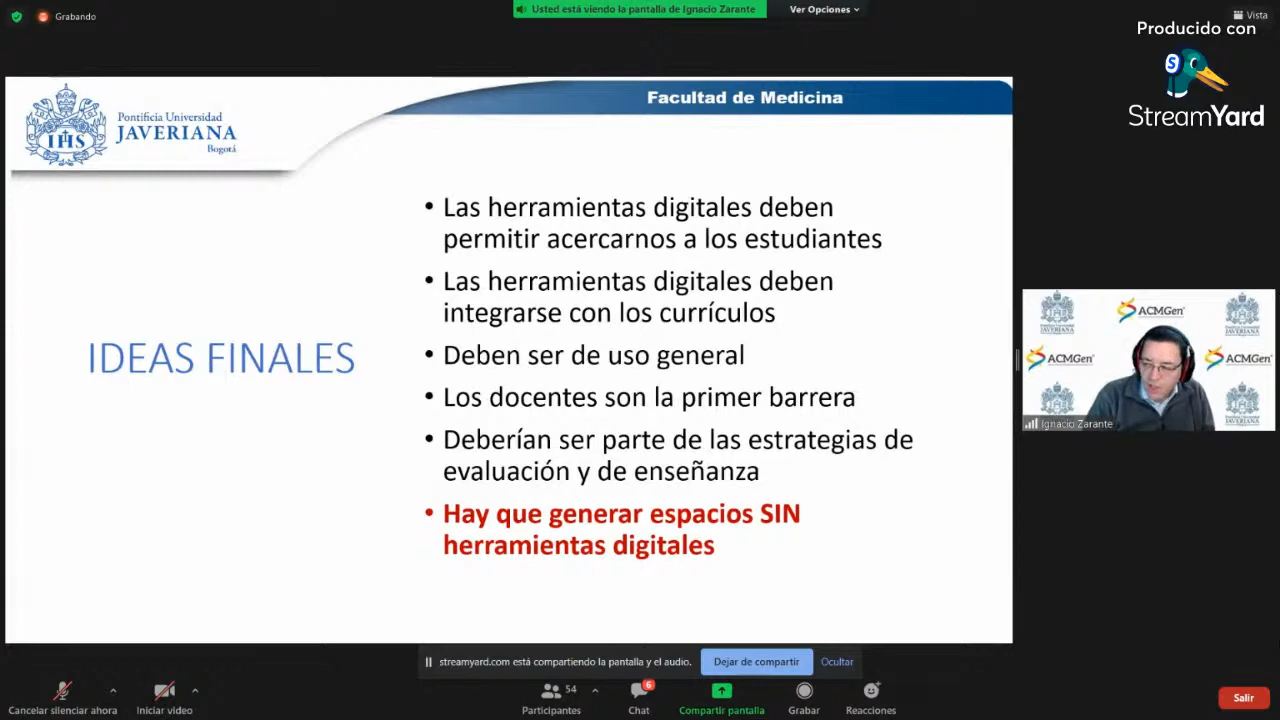 Grabando
Usted está viendo la pantalla de Ignacio Zarante
Ver Opciones
Vista
Producido con
StreamYard
Facultad de Medicina
Pontificia Universidad
JAVERIANA
Bogotá
IHS
• Las herramientas digitales deben
permitir acercarnos a los estudiantes
• Las herramientas digitales deben
integrarse con los currículos
IDEAS FINALES
• Deben ser de uso general
• Los docentes son la primer barrera
• Deberían ser parte de las estrategias de
evaluación y de enseñanza
• Hay que generar espacios SIN
herramientas digitales
ACMGen
ACMGen
ACMGen
Ignacio Zarante
streamyard.com está compartiendo la pantalla y el audio.
Dejar de compartir
Ocultar
54
6
Cancelar silenciar ahora
Iniciar video
Participantes
Chat
Compartir pantalla
Grabar
Reacciones
Salir